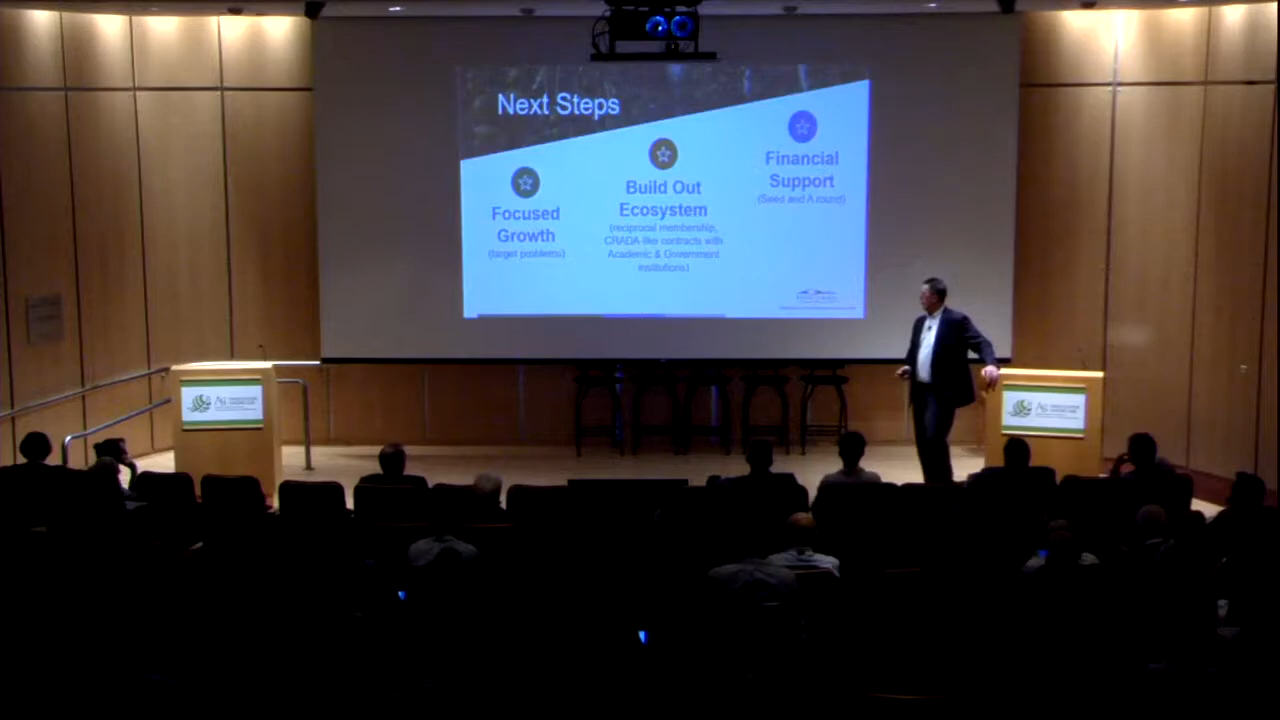 Next Steps
Focused
Growth
(target problems)
Build Out
Ecosystem
(reciprocal membership,
CRADA-like contracts with
Academic & Government
institutions)
Financial
Support
(Seed and A round)